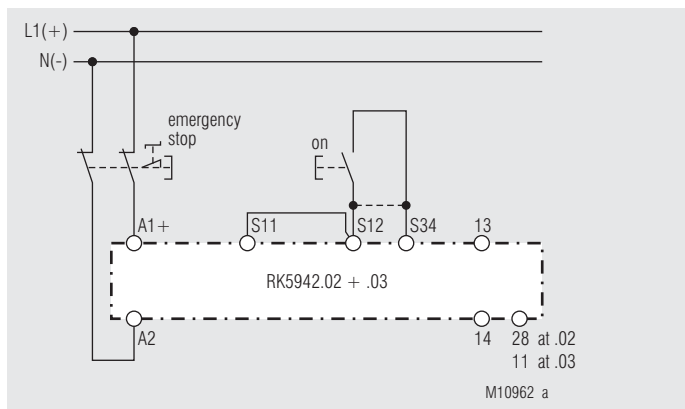 L1(+)
N(-)
emergency
stop
on
A1+
S11
S12
S34
13
RK5942.02 + .03
A2
14
28 at .02
11 at .03
M10962 a